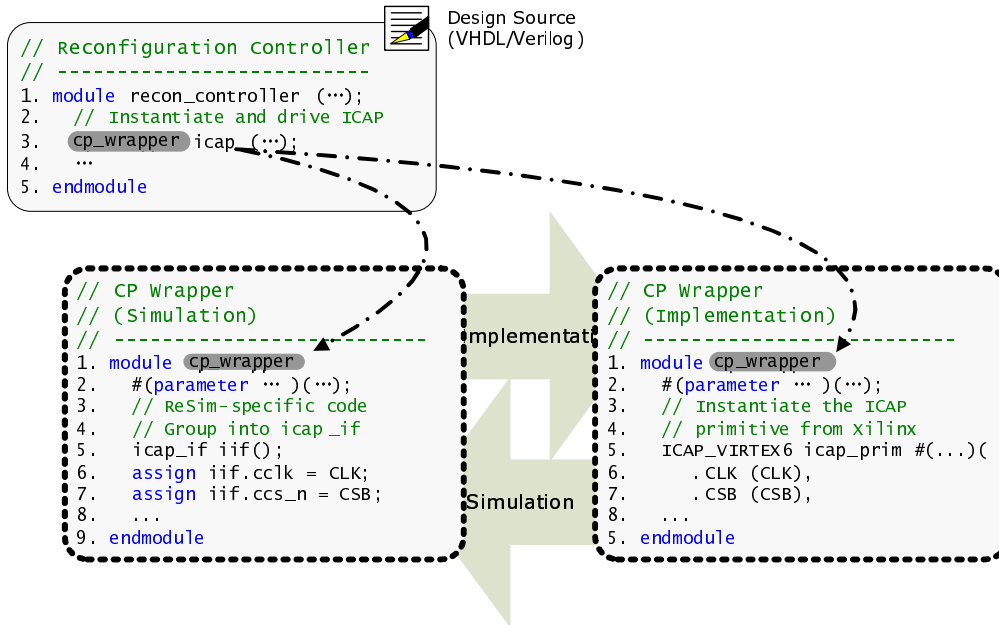 Design Source
(VHDL/Verilog)
// Reconfiguration Controller
// --------------------------
1. module recon_controller (…);
2. // Instantiate and drive ICAP
3. cp_wrapper icap (…);
4. …
5. endmodule
// CP Wrapper
// (Simulation)
// --------------------------
1. module cp_wrapper
2. #(parameter … )(…);
3. // ReSim-specific code
4. // Group into icap_if
5. icap_if iif();
6. assign iif.cclk = CLK;
7. assign iif.ccs_n = CSB;
8. ...
9. endmodule
Implementati
Simulation
// CP Wrapper
// (Implementation)
// --------------------------
1. module cp_wrapper
2. #(parameter … )(…);
3. // Instantiate the ICAP
4. // primitive from Xilinx
5. ICAP_VIRTEX6 icap_prim #(...)(
6. .CLK (CLK),
7. .CSB (CSB),
8. ...
5. endmodule